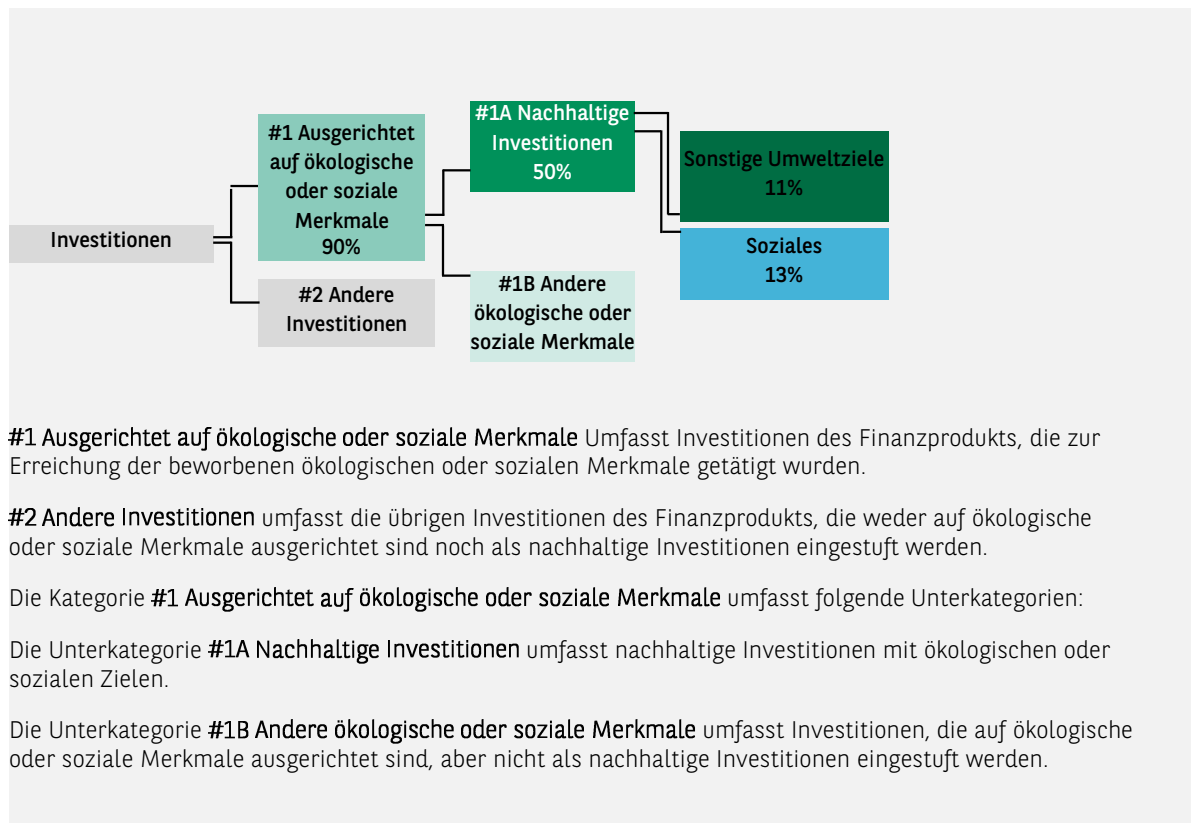 Investitionen
#1 Ausgerichtet
auf ökologische
oder soziale
Merkmale
90%
#2 Andere
Investitionen
#1A Nachhaltige
Investitionen
50%
#1B Andere
ökologische oder
soziale Merkmale
Sonstige Umweltziele
11%
Soziales
13%
#1 Ausgerichtet auf ökologische oder soziale Merkmale Umfasst Investitionen des Finanzprodukts, die zur
Erreichung der beworbenen ökologischen oder sozialen Merkmale getätigt wurden.
#2 Andere Investitionen umfasst die übrigen Investitionen des Finanzprodukts, die weder auf ökologische
oder soziale Merkmale ausgerichtet sind noch als nachhaltige Investitionen eingestuft werden.
Die Kategorie #1 Ausgerichtet auf ökologische oder soziale Merkmale umfasst folgende Unterkategorien:
Die Unterkategorie #1A Nachhaltige Investitionen umfasst nachhaltige Investitionen mit ökologischen oder
sozialen Zielen.
Die Unterkategorie #1B Andere ökologische oder soziale Merkmale umfasst Investitionen, die auf ökologische
oder soziale Merkmale ausgerichtet sind, aber nicht als nachhaltige Investitionen eingestuft werden.